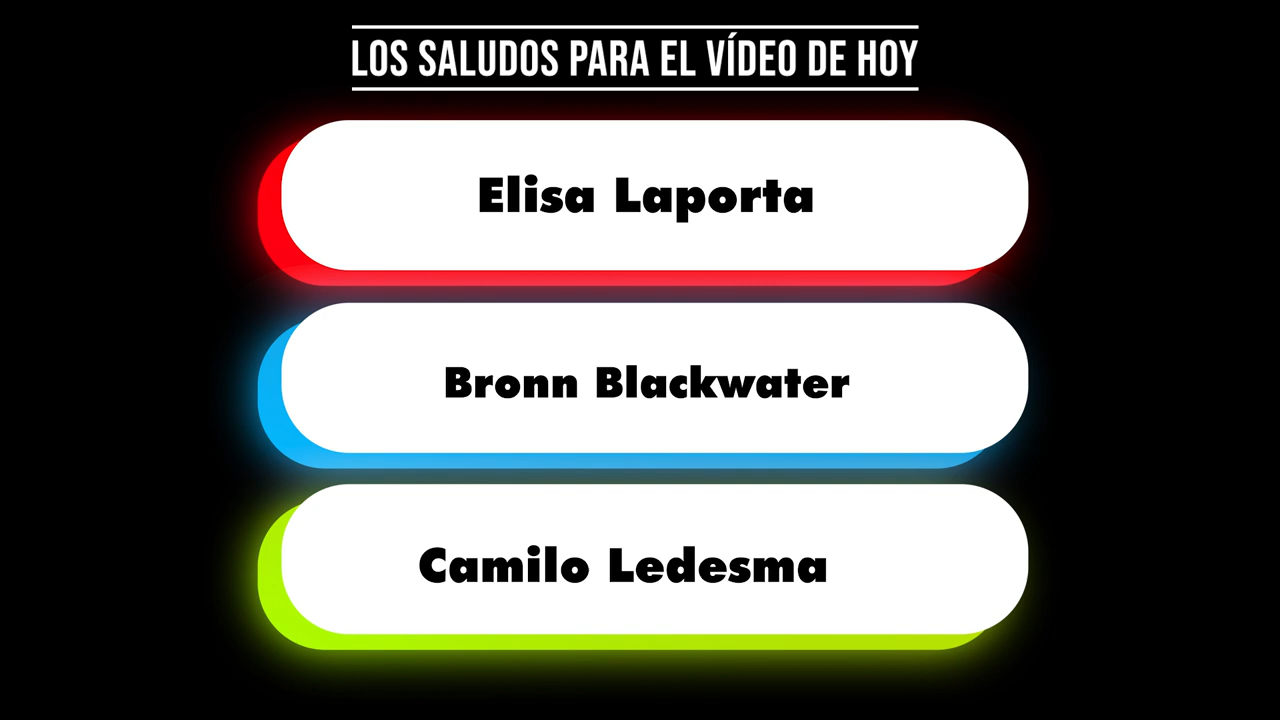 LOS SALUDOS PARA EL VÍDEO DE HOY
Elisa Laporta
Bronn Blackwater
Camilo Ledesma